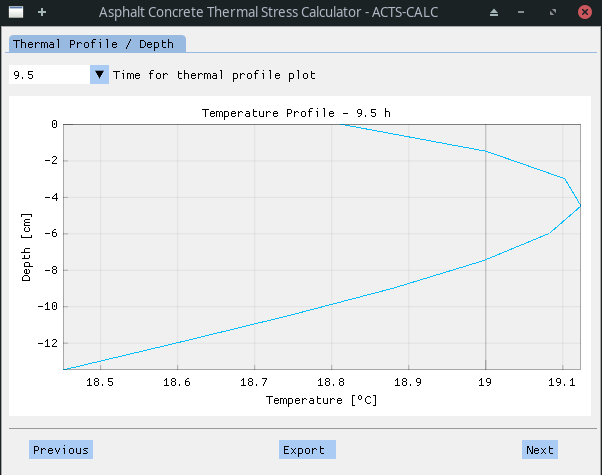 Asphalt Concrete Thermal Stress Calculator - ACTS-CALC
Thermal Profile / Depth
9.5 Time for thermal profile plot
Temperature Profile - 9.5 h
0
-2
-4
-6
-8
-10
-12
Depth [cm]
18.5 18.6 18.7 18.8 18.9 19 19.1
Temperature [ºC]
Previous Export Next